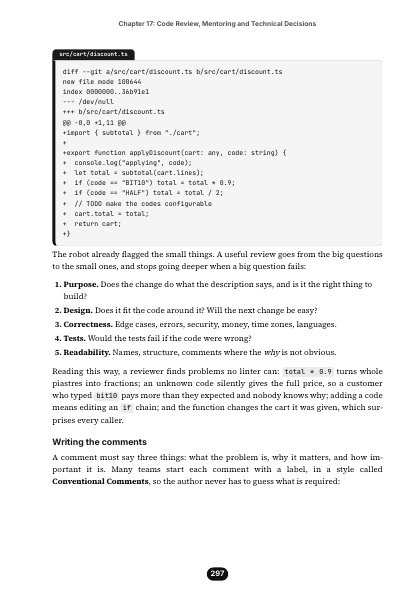 Chapter 17: Code Review, Mentoring and Technical Decisions
src/cart/discount.ts
diff --git a/src/cart/discount.ts b/src/cart/discount.ts
new file mode 100644
index 0000000..36b91e1
--- /dev/null
+++ b/src/cart/discount.ts
@@ -0,0 +1,11 @@
+import { subtotal } from "./cart";
+
+export function applyDiscount(cart: any, code: string) {
+  console.log("applying", code);
+  let total = subtotal(cart.lines);
+  if (code == "BIT10") total = total * 0.9;
+  if (code == "HALF") total = total / 2;
+  // TODO make the codes configurable
+  cart.total = total;
+  return cart;
+}
The robot already flagged the small things. A useful review goes from the big questions
to the small ones, and stops going deeper when a big question fails:
1. Purpose. Does the change do what the description says, and is it the right thing to
build?
2. Design. Does it fit the code around it? Will the next change be easy?
3. Correctness. Edge cases, errors, security, money, time zones, languages.
4. Tests. Would the tests fail if the code were wrong?
5. Readability. Names, structure, comments where the why is not obvious.
Reading this way, a reviewer finds problems no linter can: total * 0.9 turns whole
piastres into fractions; an unknown code silently gives the full price, so a customer
who typed bit10 pays more than they expected and nobody knows why; adding a code
means editing an if chain; and the function changes the cart it was given, which sur-
prises every caller.
Writing the comments
A comment must say three things: what the problem is, why it matters, and how im-
portant it is. Many teams start each comment with a label, in a style called
Conventional Comments, so the author never has to guess what is required:
297